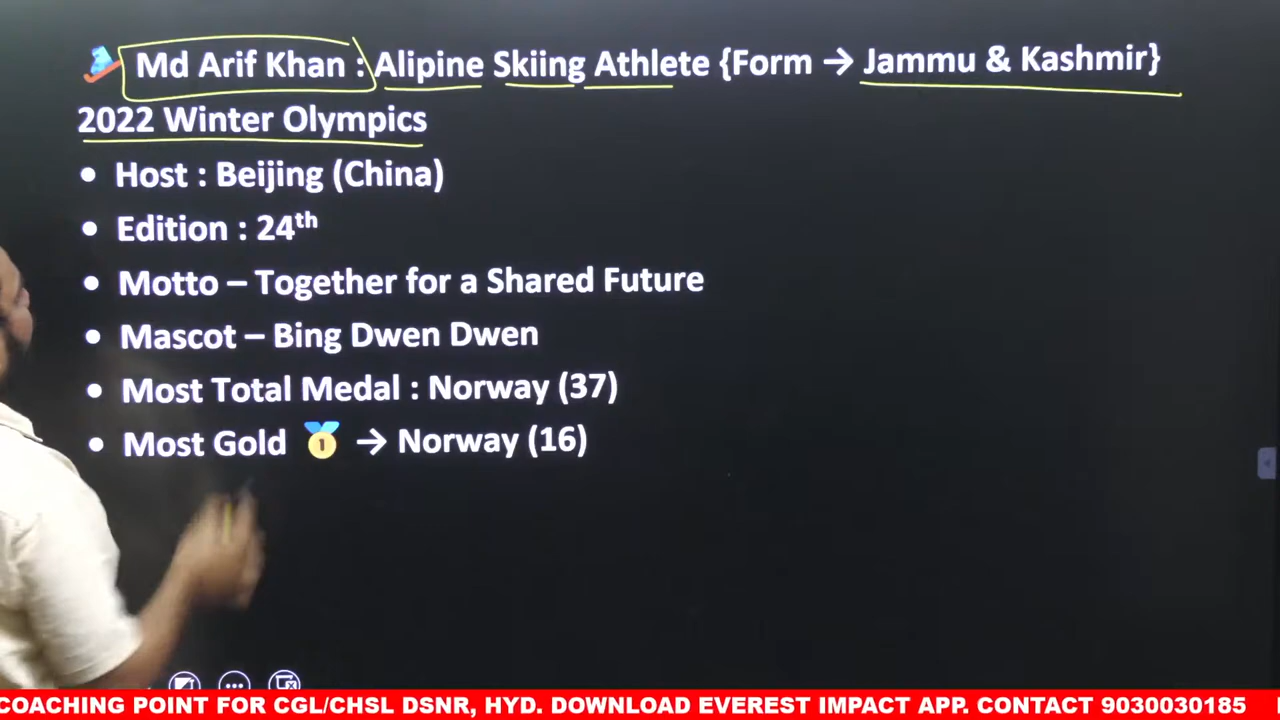 Md Arif Khan : Alipine Skiing Athlete {Form → Jammu & Kashmir}
2022 Winter Olympics
• Host : Beijing (China)
• Edition : 24th
• Motto – Together for a Shared Future
• Mascot – Bing Dwen Dwen
• Most Total Medal : Norway (37)
• Most Gold 🥇 → Norway (16)
COACHING POINT FOR CGL/CHSL DSNR, HYD. DOWNLOAD EVEREST IMPACT APP. CONTACT 9030030185